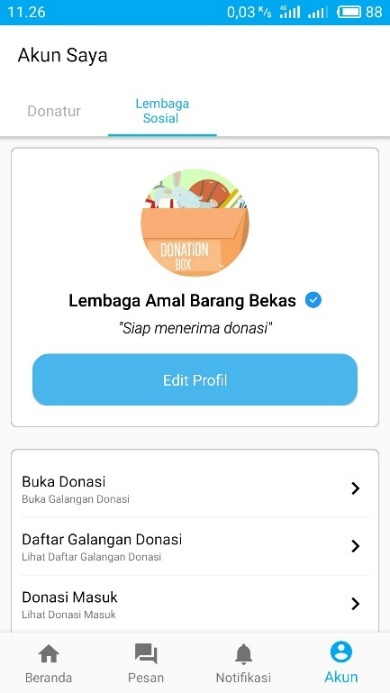 11.26
0,03 K/s
4G
88
Akun Saya
Donatur
Lembaga
Sosial
DONATION
BOX
Lembaga Amal Barang Bekas
"Siap menerima donasi"
Edit Profil
Buka Donasi
Buka Galangan Donasi
Daftar Galangan Donasi
Lihat Daftar Galangan Donasi
Donasi Masuk
Lihat Donasi Masuk
Beranda
Pesan
Notifikasi
Akun